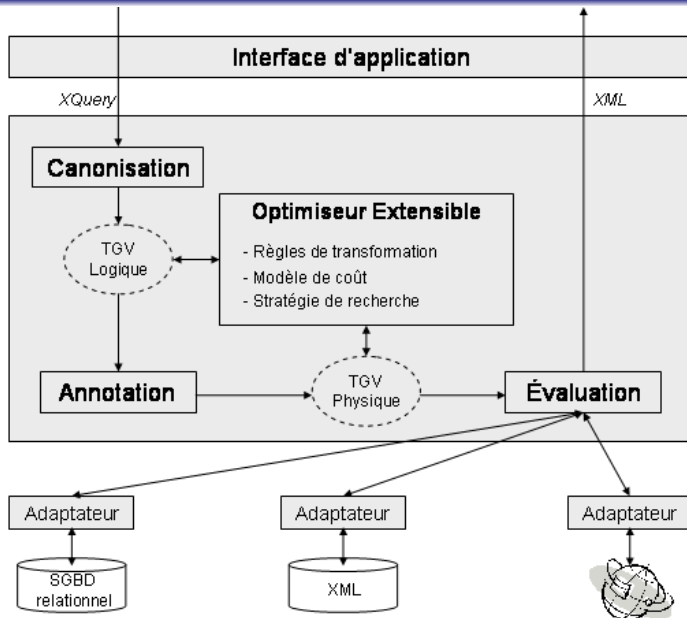 Interface d'application
XQuery
XML
Canonisation
Optimiseur Extensible
- Règles de transformation
- Modèle de coût
- Stratégie de recherche
TGV
Logique
Annotation
TGV
Physique
Évaluation
Adaptateur
Adaptateur
Adaptateur
SGBD
relationnel
XML